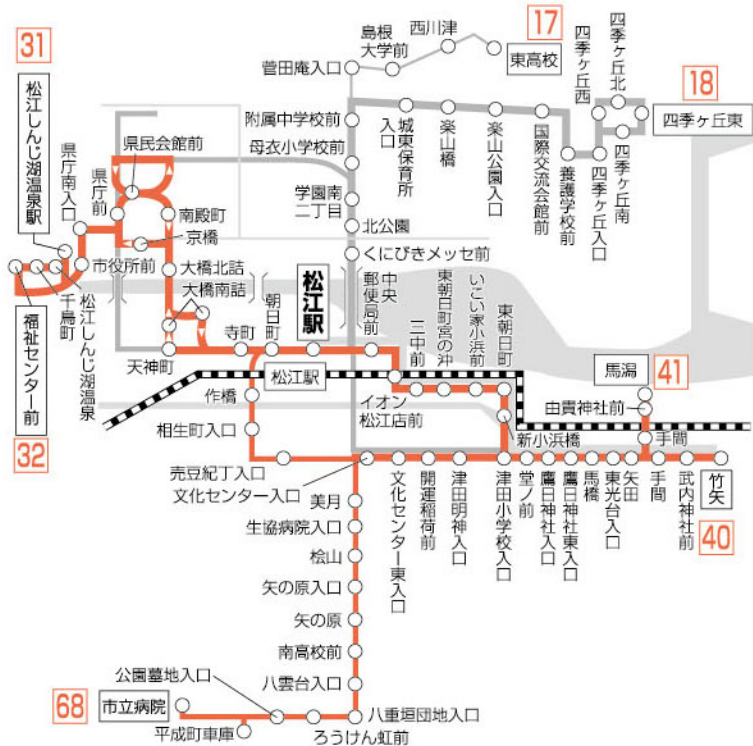 31
松江しんじ湖温泉駅
県庁南入口
県庁前
県民会館前
南殿町
京橋
市役所前
大橋北詰
大橋南詰
千鳥町
松江しんじ湖温泉
福祉センター前
32
天神町
寺町
朝日町
松江駅
中央郵便局前
17
東高校
西川津
島根大学前
菅田庵入口
附属中学校前
母衣小学校前
学園南二丁目
北公園
くにびきメッセ前
城東保育所入口
楽山橋
楽山公園入口
国際交流会館前
養護学校前
四季ヶ丘入口
四季ヶ丘西
四季ヶ丘北
四季ヶ丘南
18
四季ヶ丘東
松江駅
イオン松江店前
三中前
東朝日町宮の沖
いこい家小浜前
東朝日町
新小浜橋
馬潟
41
由貴神社前
手間
作橋
相生町入口
売豆紀丁入口
文化センター入口
文化センター東入口
開運稲荷前
津田明神入口
津田小学校入口
堂ノ前
鷹日神社入口
鷹日神社東入口
馬橋
東光台入口
矢田
手間
武内神社前
竹矢
40
美月
生協病院入口
桧山
矢の原入口
矢の原
南高校前
八雲台入口
八重垣団地入口
ろうけん虹前
公園墓地入口
平成町車庫
市立病院
68